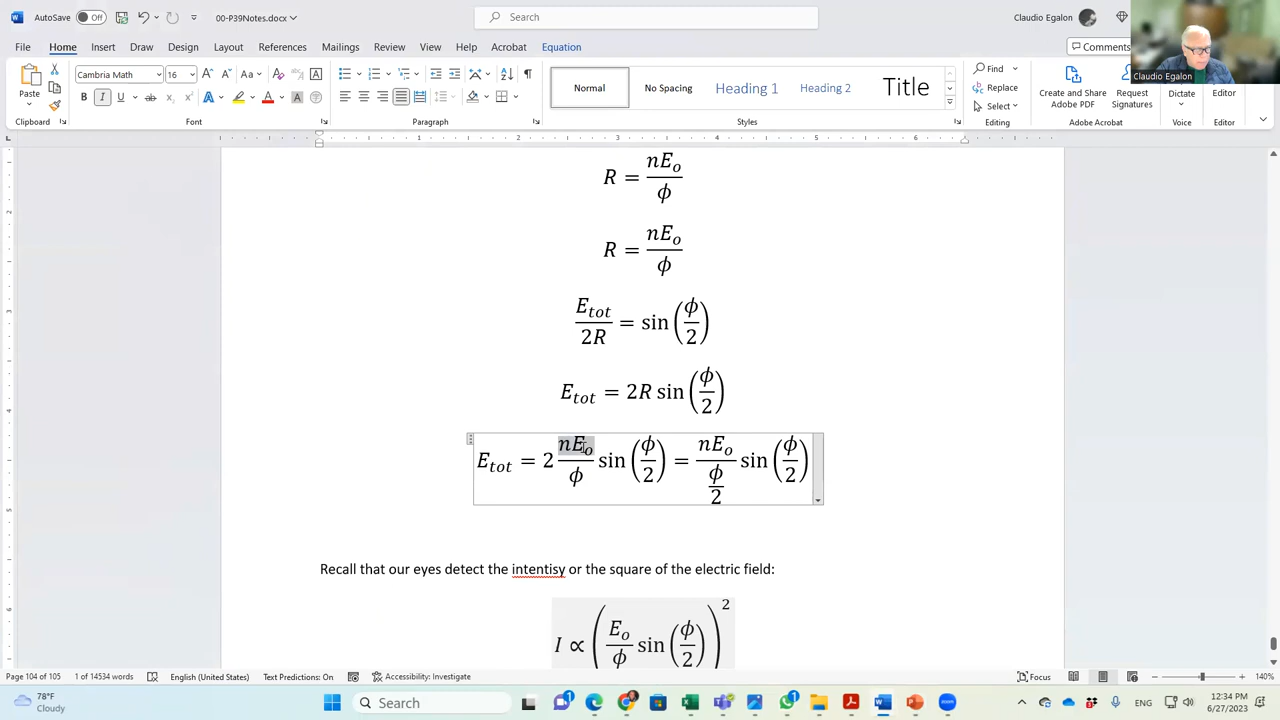 AutoSave Off 00-P39Notes.docx Search Claudio Egalon
File Home Insert Draw Design Layout References Mailings Review View Help Acrobat Equation Comments
Claudio Egalon
Cambria Math 16 Normal No Spacing Heading 1 Heading 2 Title Find Replace Select
Paste Create and Share Adobe PDF Request Signatures Dictate Editor
Clipboard Font Paragraph Styles Editing Adobe Acrobat Voice Editor
R = nE_o/ϕ
R = nE_o/ϕ
E_tot/2R = sin(ϕ/2)
E_tot = 2R sin(ϕ/2)
E_tot = 2 nE_o/ϕ sin(ϕ/2) = nE_o/(ϕ/2) sin(ϕ/2)
Recall that our eyes detect the intentisy or the square of the electric field:
I ∝ (E_o/ϕ sin(ϕ/2))^2
Page 104 of 105 1 of 14534 words English (United States) Text Predictions: On Accessibility: Investigate Focus 140%
78°F
Cloudy
Search
ENG
12:34 PM
6/27/2023